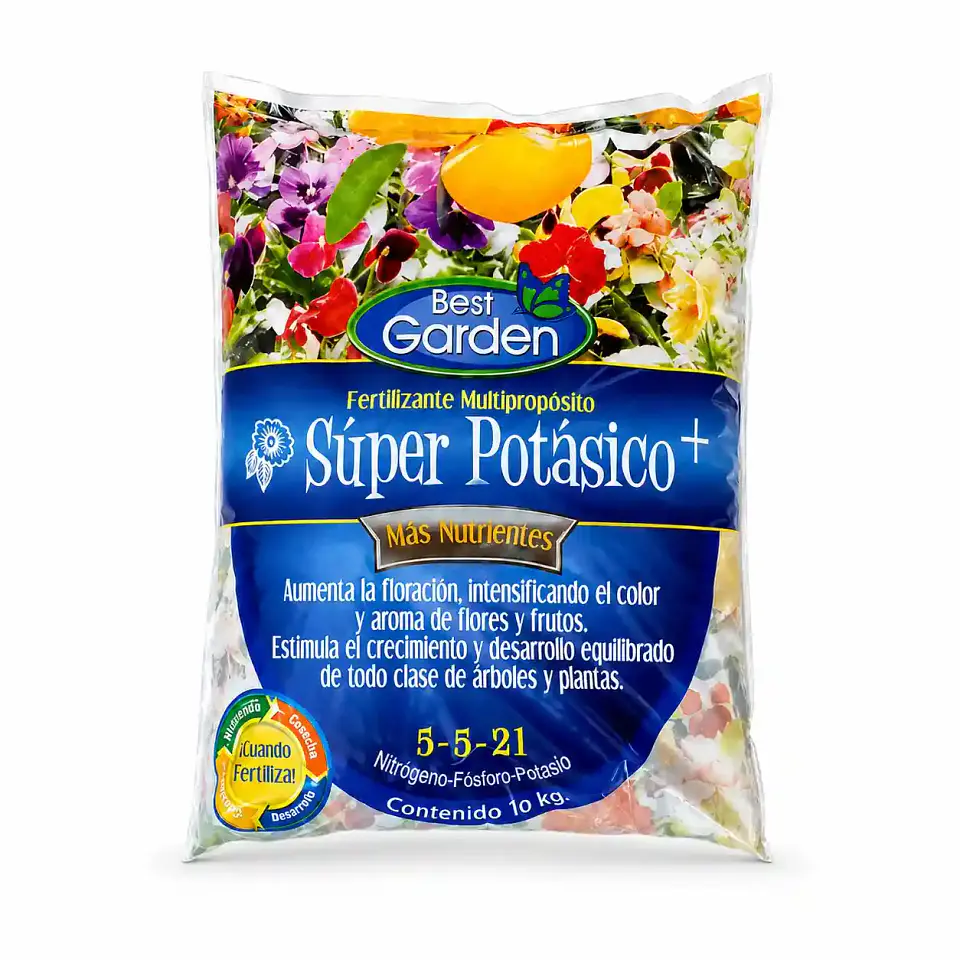 Best
Garden
Fertilizante Multipropósito
Súper Potásico +
Más Nutrientes
Aumenta la floración, intensificando el color
y aroma de flores y frutos.
Estimula el crecimiento y desarrollo equilibrado
de todo clase de árboles y plantas.
Nutriendo
Cosecha
¡Cuando
Fertiliza!
Desarrollo
5-5-21
Nitrógeno-Fósforo-Potasio
Contenido 10 kg.